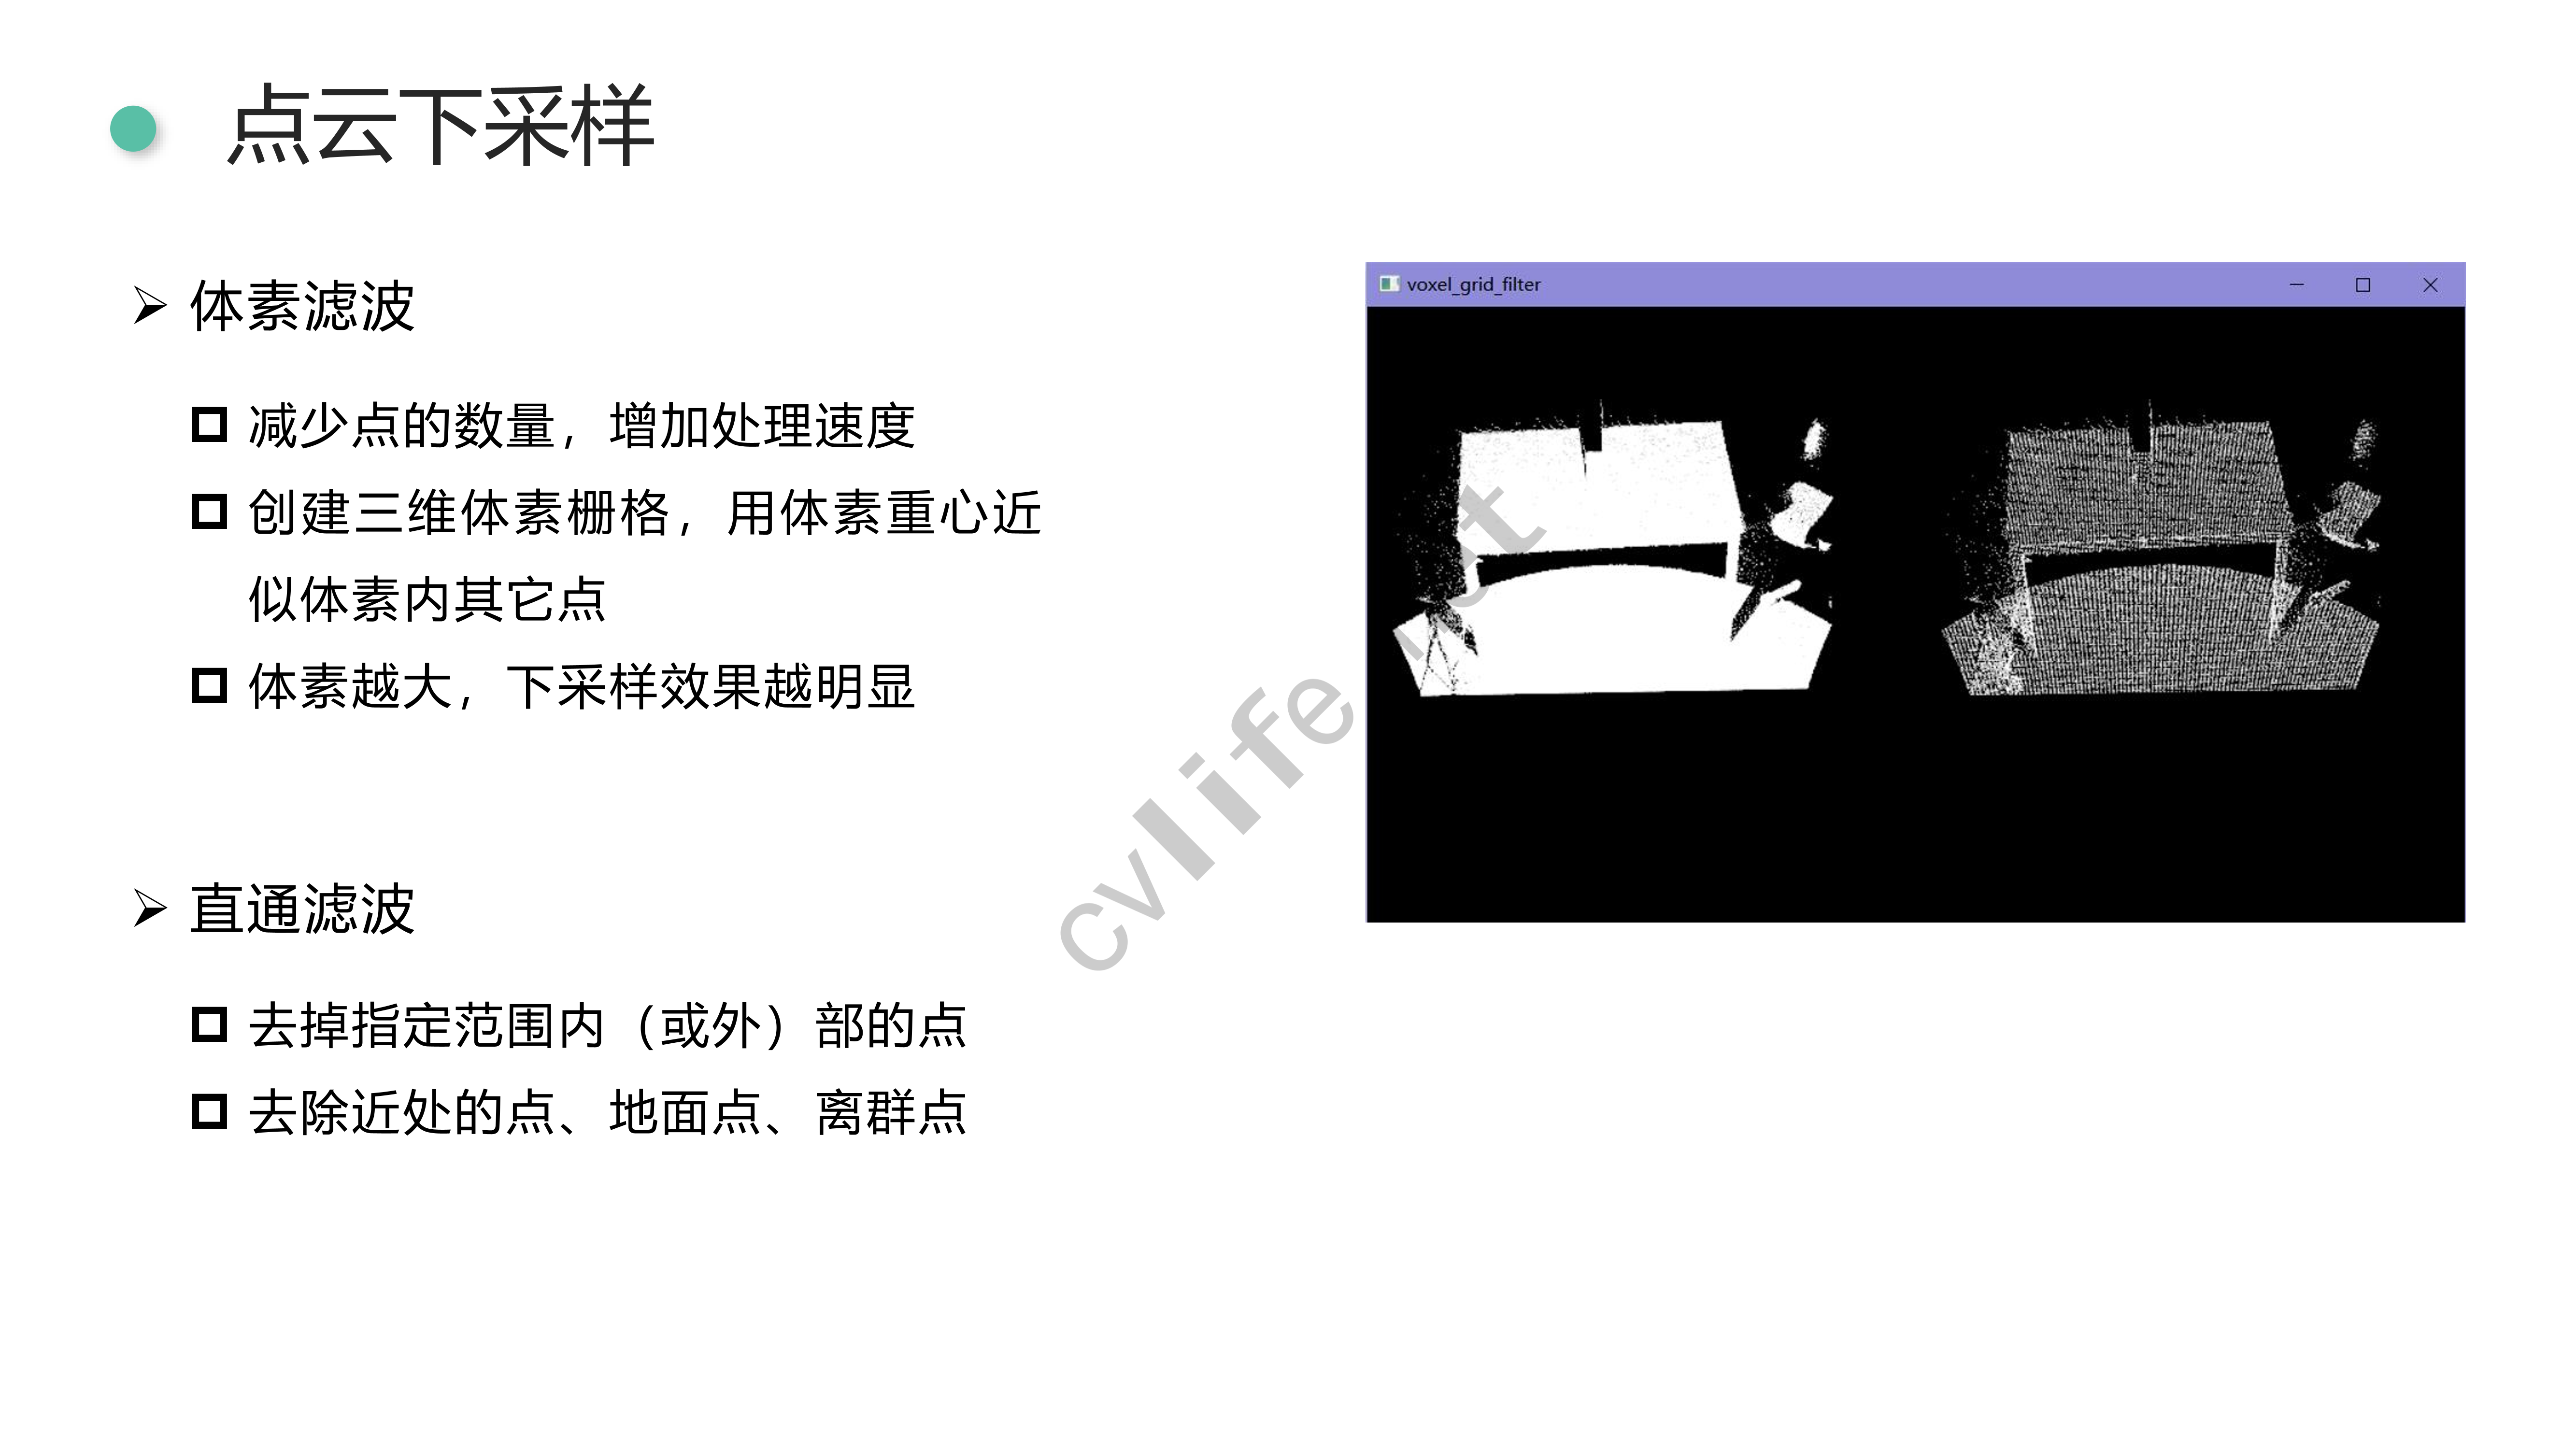 点云下采样
体素滤波
减少点的数量，增加处理速度
创建三维体素栅格，用体素重心近
似体素内其它点
体素越大，下采样效果越明显
直通滤波
去掉指定范围内（或外）部的点
去除近处的点、地面点、离群点
voxel_grid_filter
cvlife